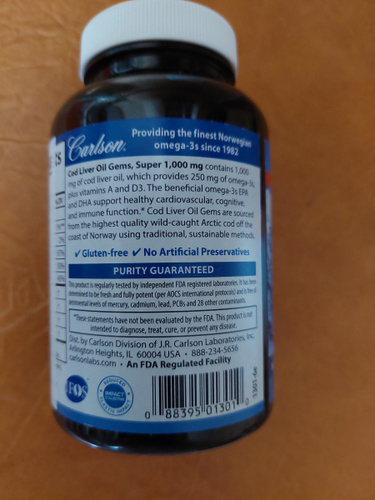 Carlson.
Providing the finest Norwegian
omega-3s since 1982
Cod Liver Oil Gems, Super 1,000 mg contains 1,000
mg of cod liver oil, which provides 250 mg of omega-3s
plus vitamins A and D3. The beneficial omega-3s EPA
and DHA support healthy cardiovascular, cognitive,
and immune function.* Cod Liver Oil Gems are sourced
from the highest quality wild-caught Arctic cod off the
coast of Norway using traditional, sustainable methods.
✓ Gluten-free ✓ No Artificial Preservatives
PURITY GUARANTEED
This product is regularly tested by independent FDA registered laboratories. It has been
determined to be fresh and fully potent (per AOCS international protocols) and is free of
detrimental levels of mercury, cadmium, lead, PCBs and 28 other contaminants.
*These statements have not been evaluated by the FDA. This product is not
intended to diagnose, treat, cure, or prevent any disease.
Dist. by Carlson Division of J.R. Carlson Laboratories, Inc.
Arlington Heights, IL 60004 USA • 888-234-5656
carlsonlabs.com • An FDA Regulated Facility
IFOS
IMPACT
0 88395 01301 0
1301-6e